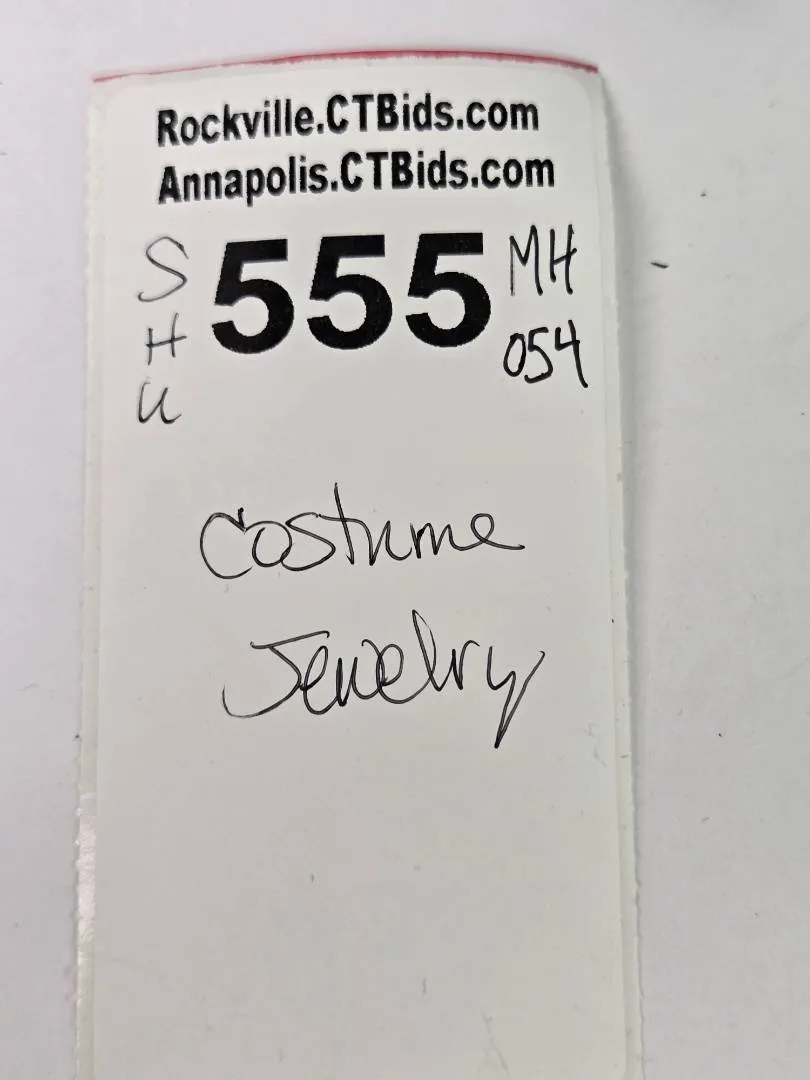 Rockville.CTBids.com
Annapolis.CTBids.com
S
H
U
555
MH
054
Costume
Jewelry